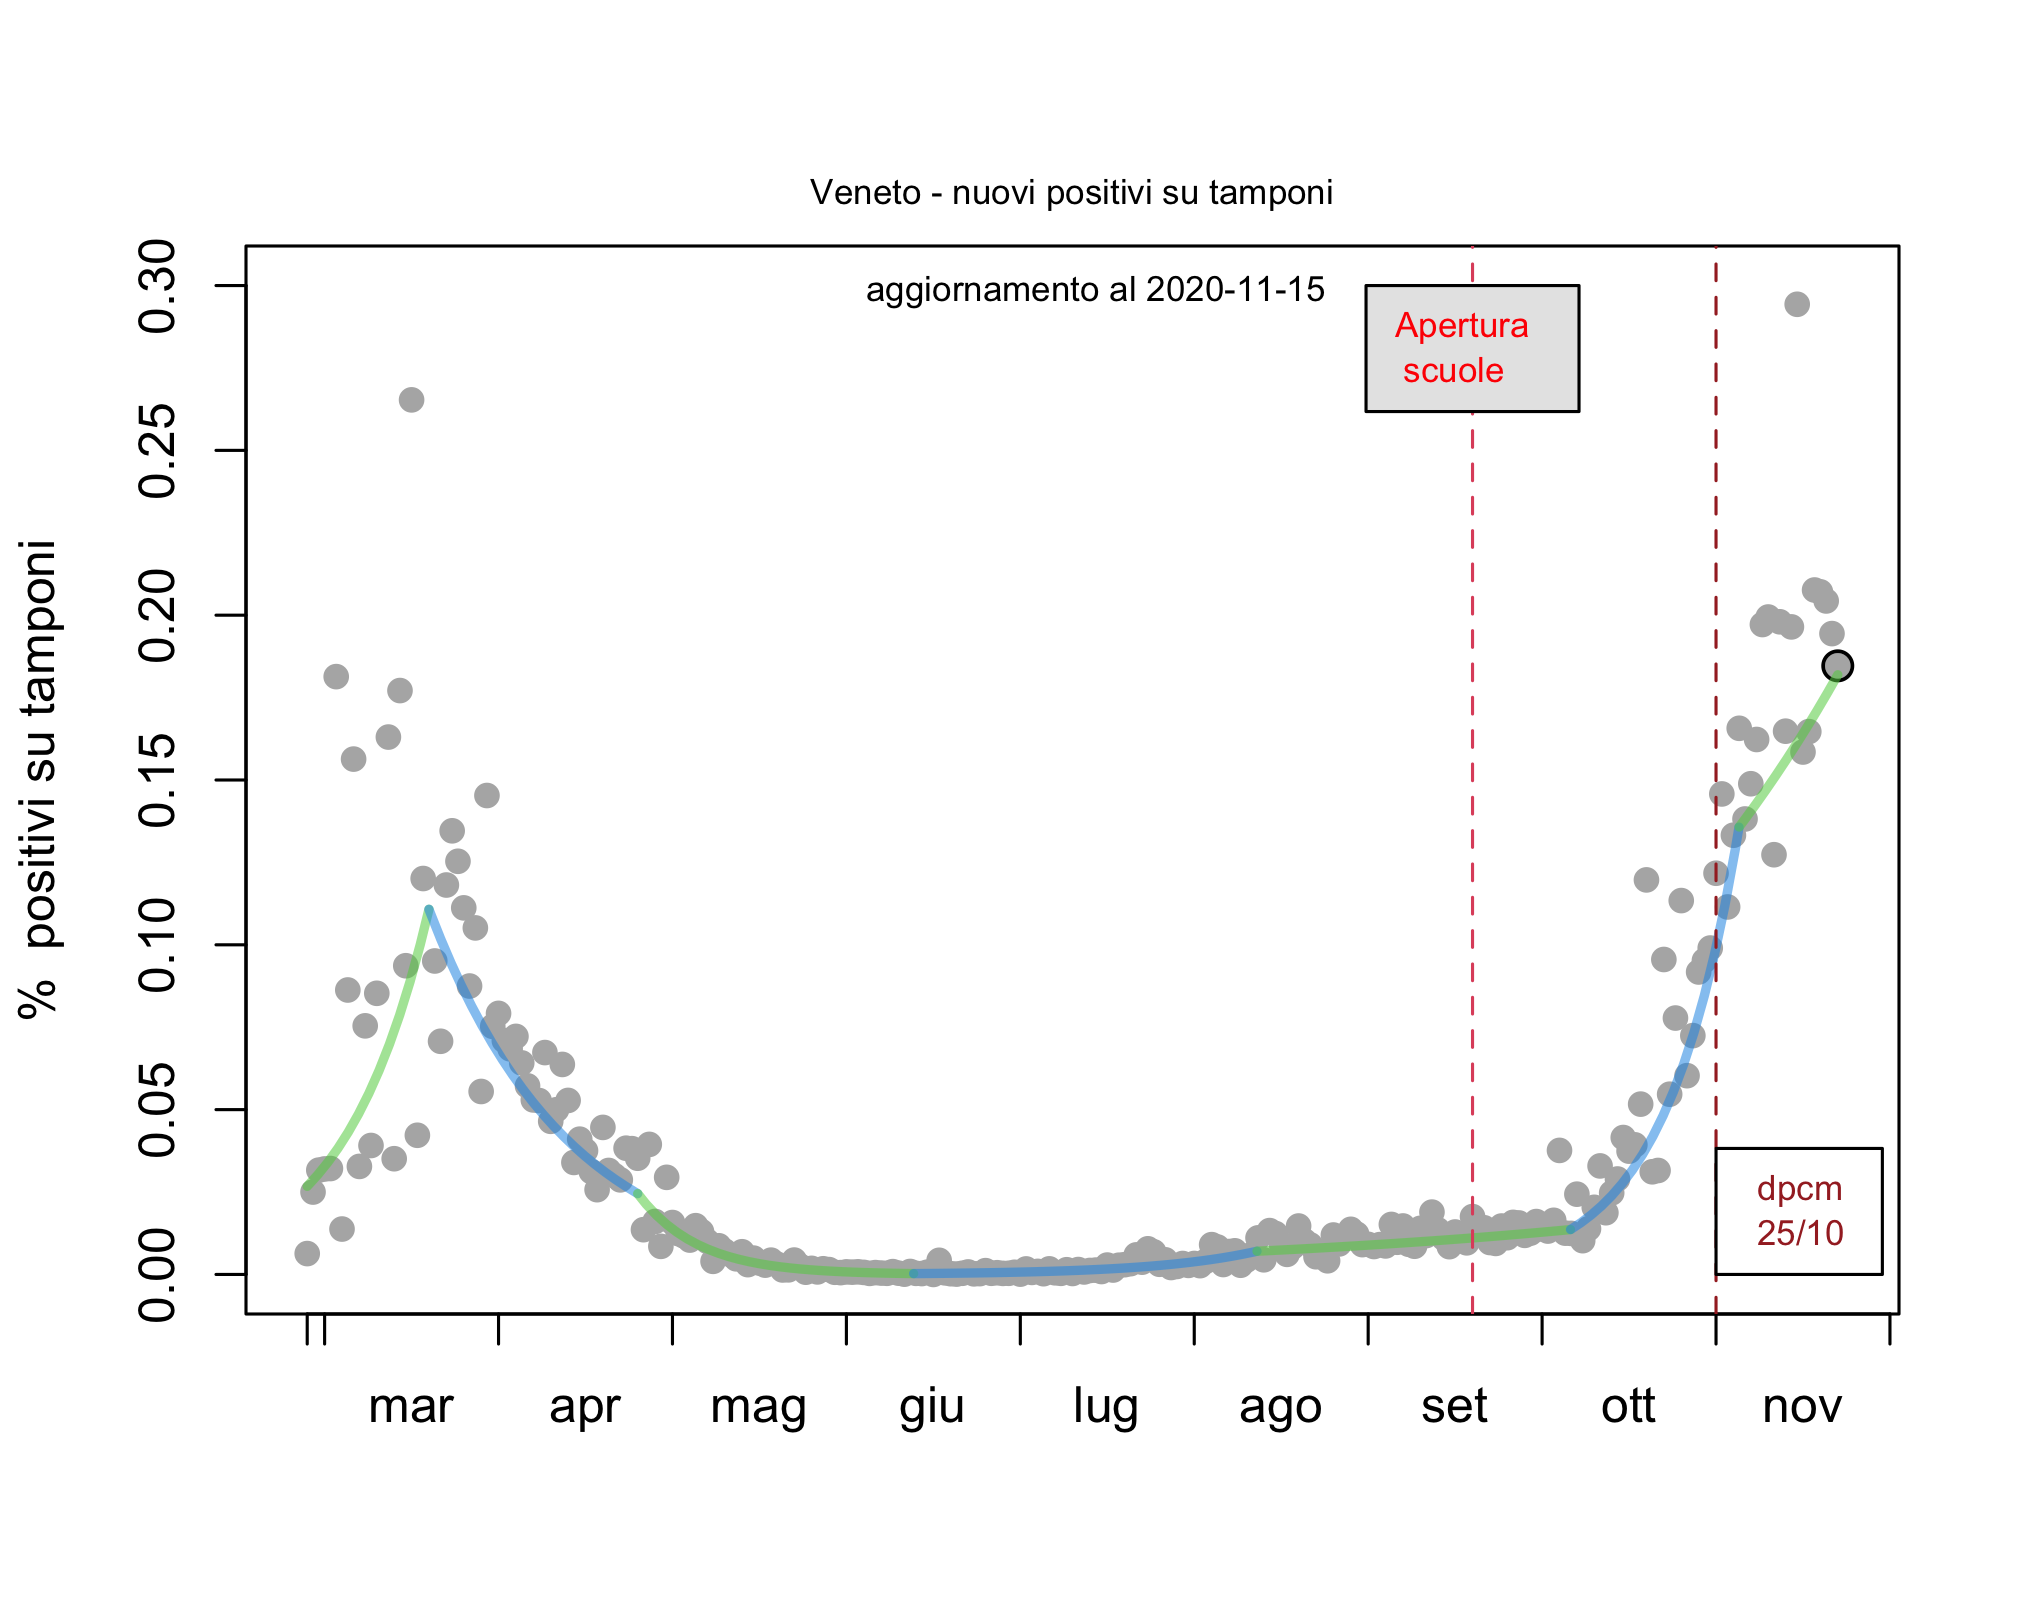 Veneto - nuovi positivi su tamponi
aggiornamento al 2020-11-15
Apertura
scuole
% positivi su tamponi
0.30
0.25
0.20
0.15
0.10
0.05
0.00
dpcm
25/10
mar apr mag giu lug ago set ott nov